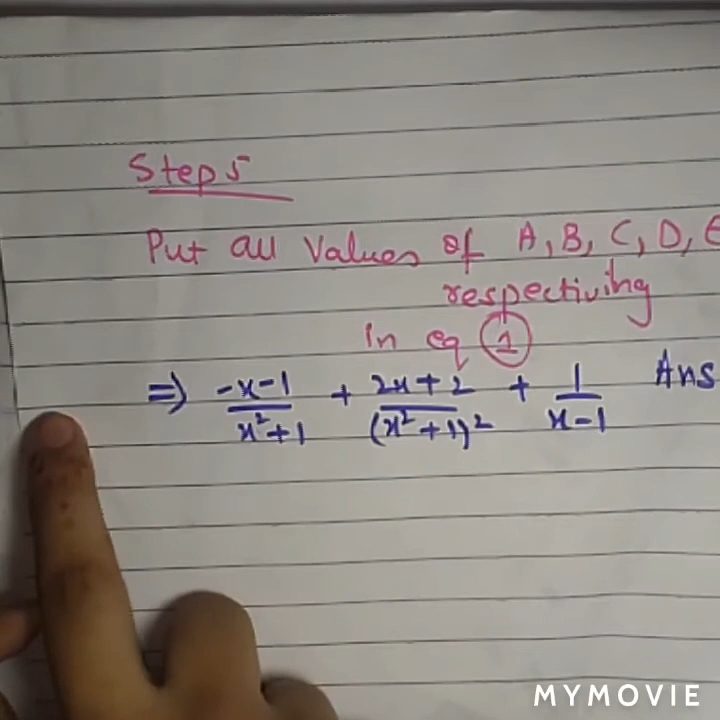 Step 5
Put all Values of A, B, C, D, E
respectiving
in eq ①
⇒ -x-1/x²+1 + 2x+2/(x²+1)² + 1/x-1 Ans
MYMOVIE